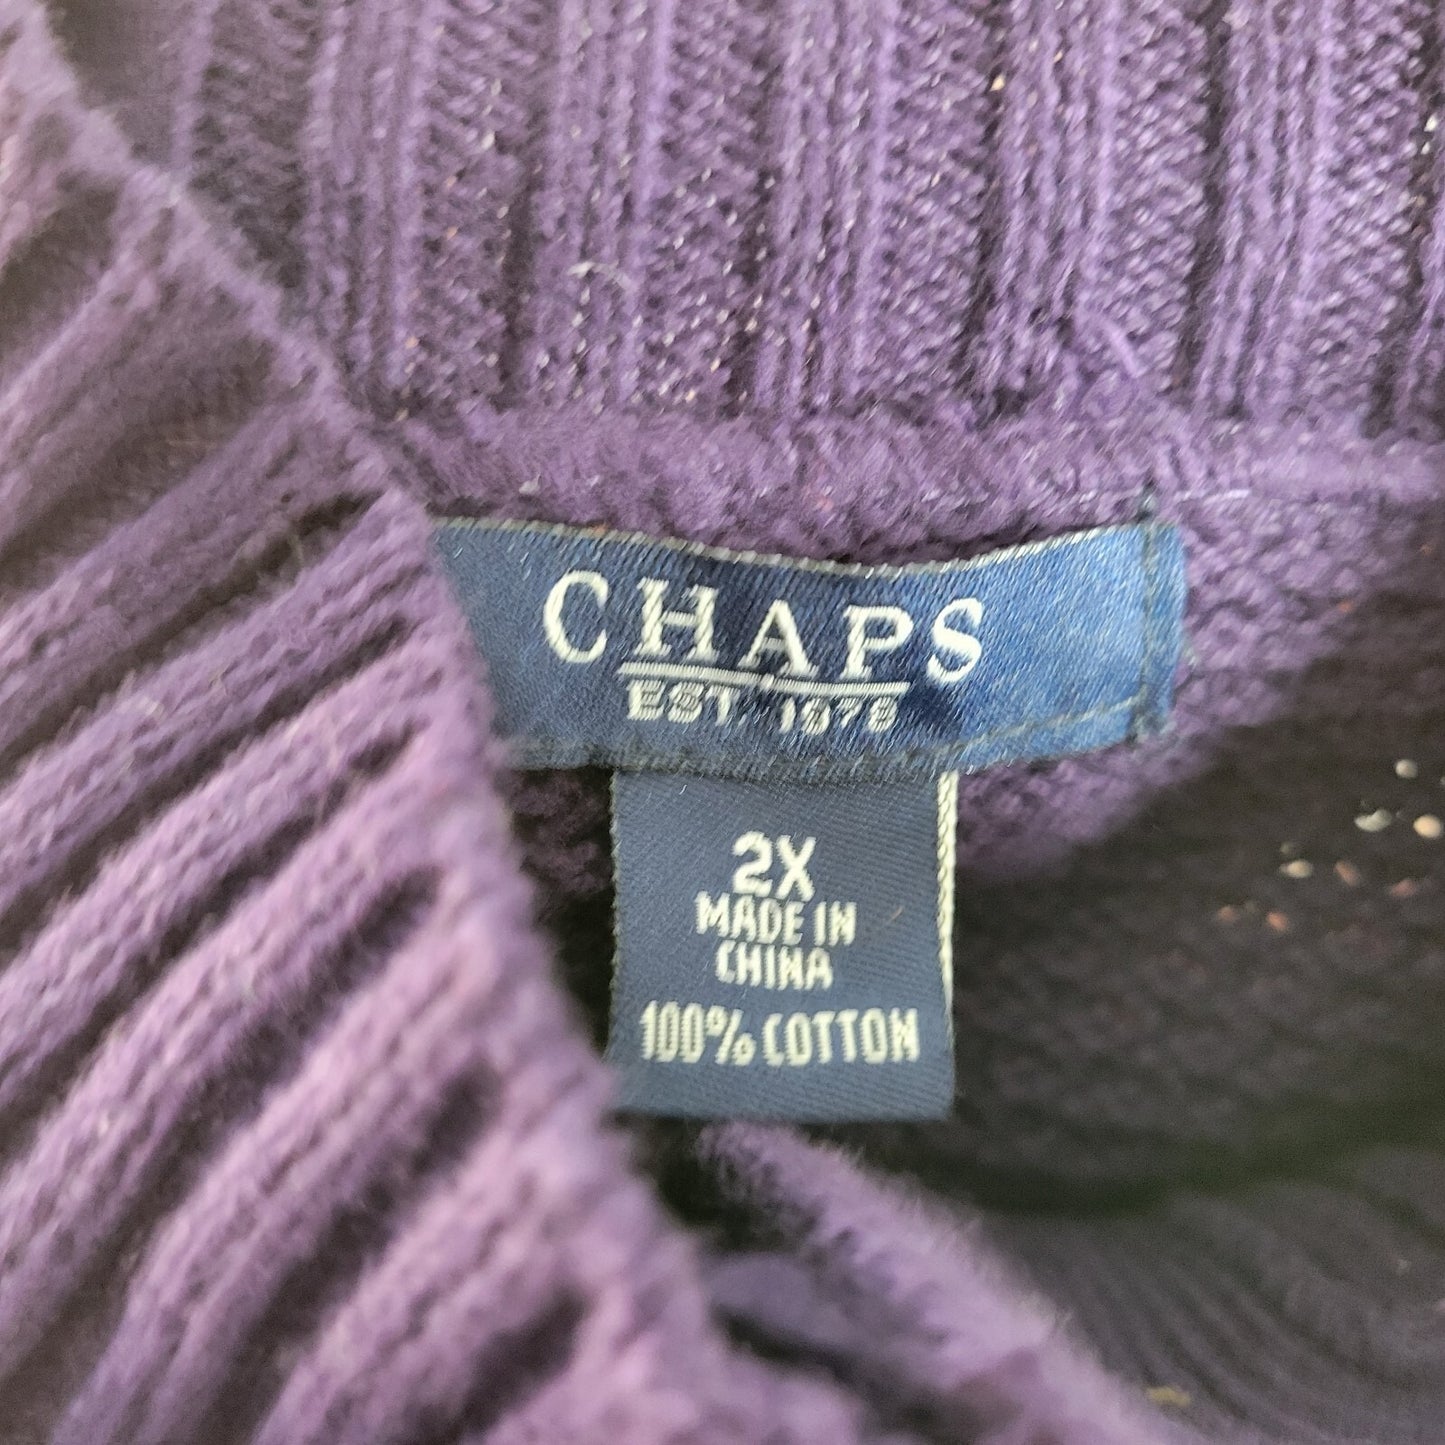 CHAPS
EST. 1978
2X
MADE IN
CHINA
100% COTTON